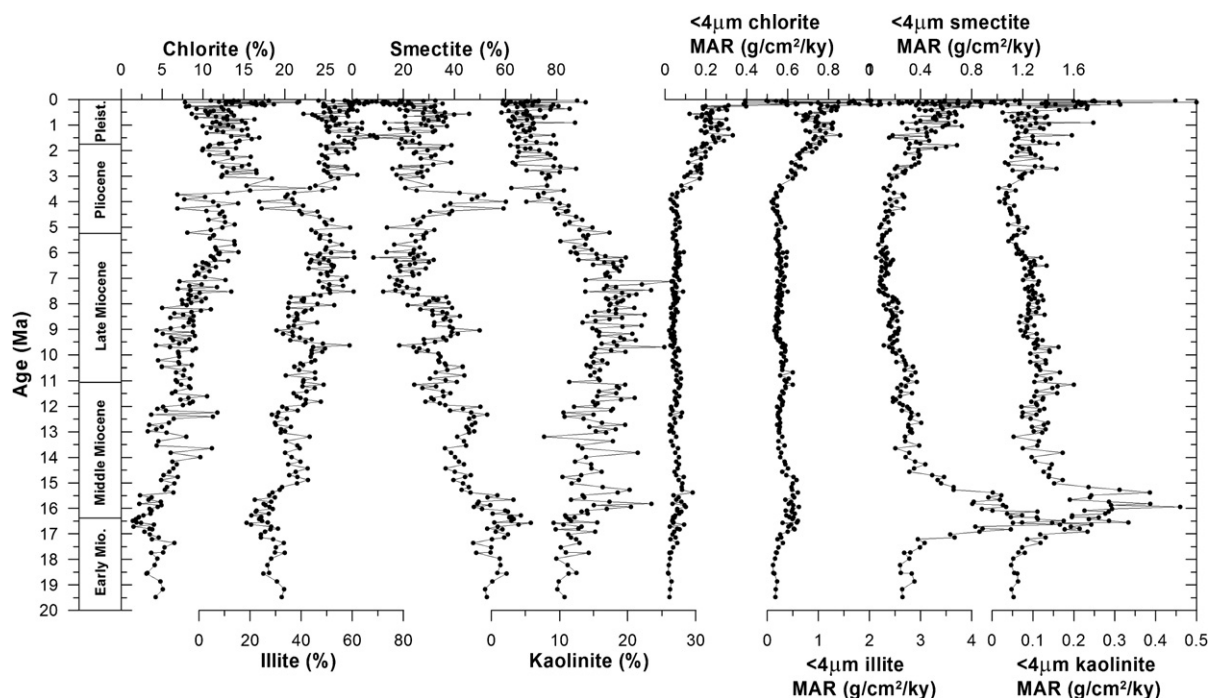 <4µm chlorite <4µm smectite
Chlorite (%) Smectite (%) MAR (g/cm²/ky) MAR (g/cm²/ky)
0 5 10 15 20 25 0 20 40 60 80 0 0.2 0.4 0.6 0.8 0 0.4 0.8 1.2 1.6
Age (Ma)
0
1
2
3
4
5
6
7
8
9
10
11
12
13
14
15
16
17
18
19
20
Pleist.
Pliocene
Late Miocene
Middle Miocene
Early Mio.
0 20 40 60 80 0 10 20 30 0 1 2 3 4 0 0.1 0.2 0.3 0.4 0.5
Illite (%) Kaolinite (%) <4µm illite <4µm kaolinite
MAR (g/cm²/ky) MAR (g/cm²/ky)